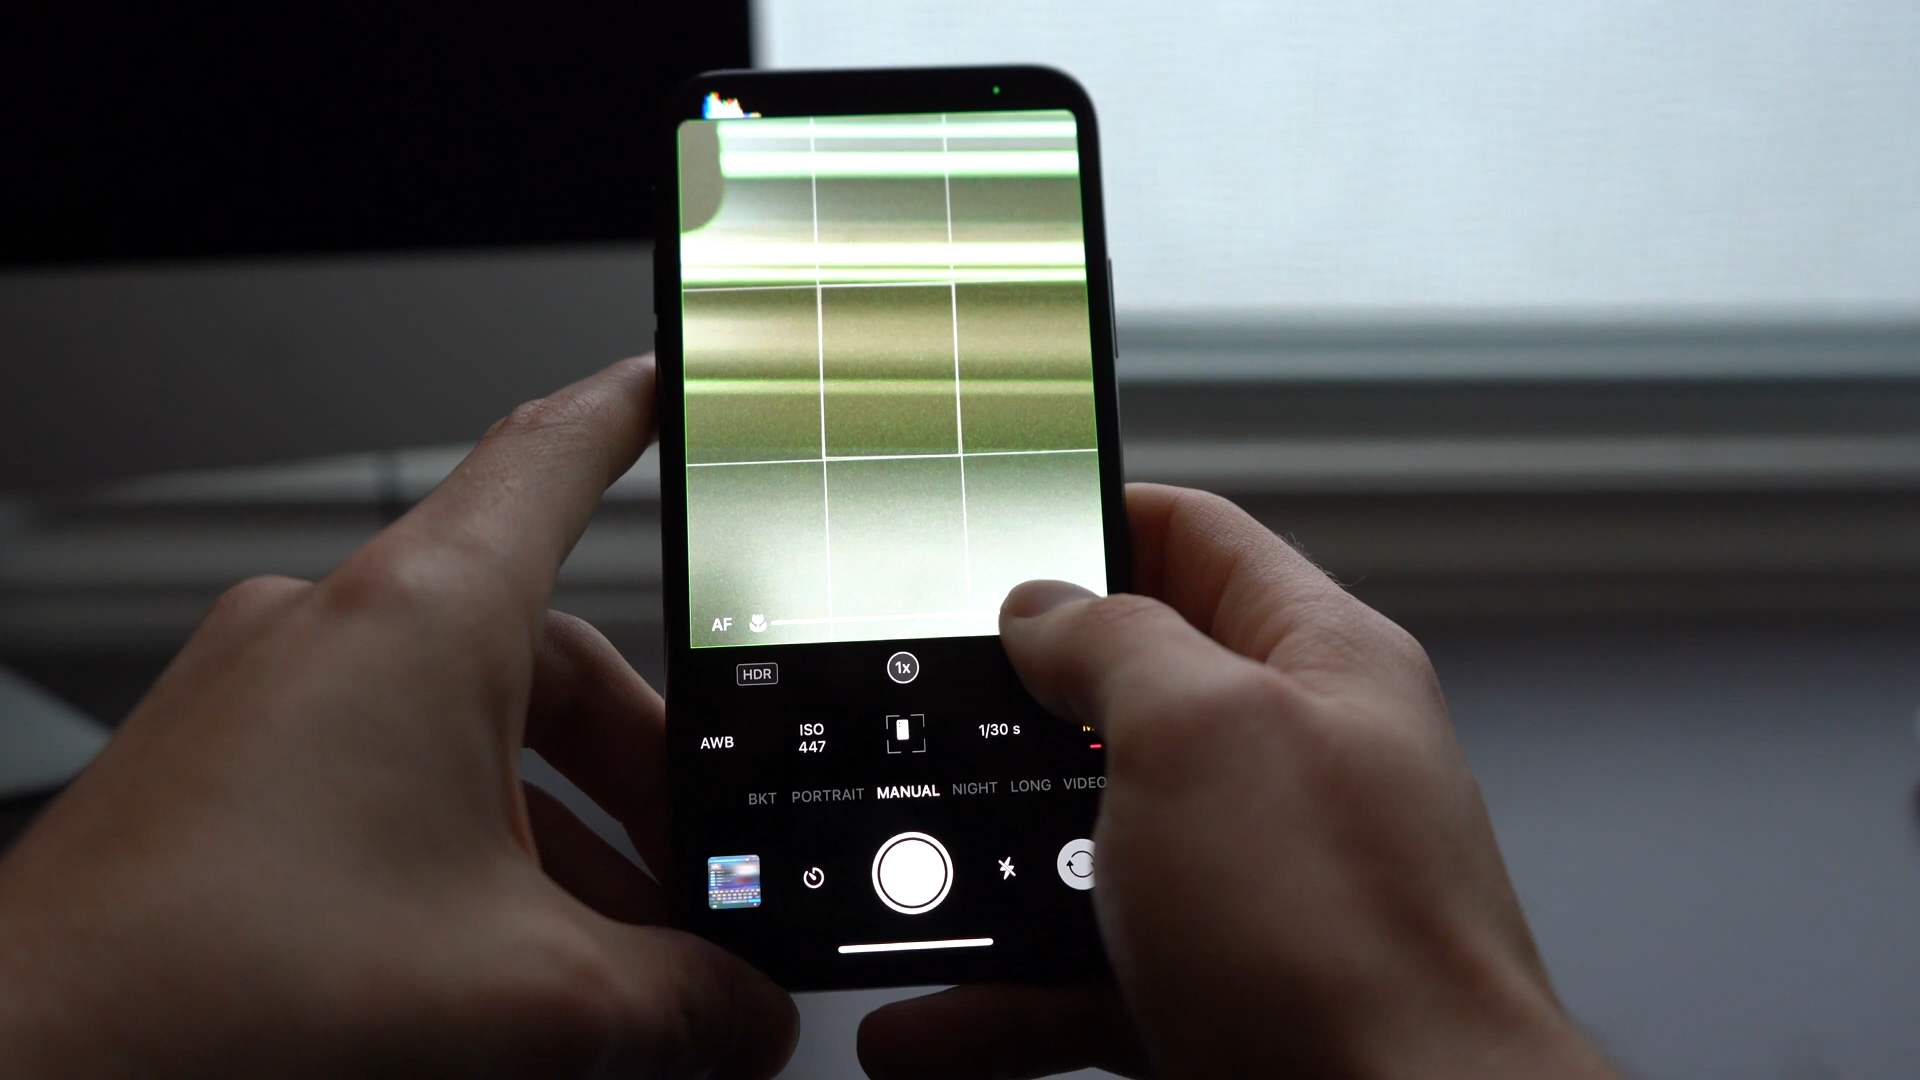 AF
HDR
1x
AWB
ISO
447
1/30 s
BKT PORTRAIT MANUAL NIGHT LONG VIDEO